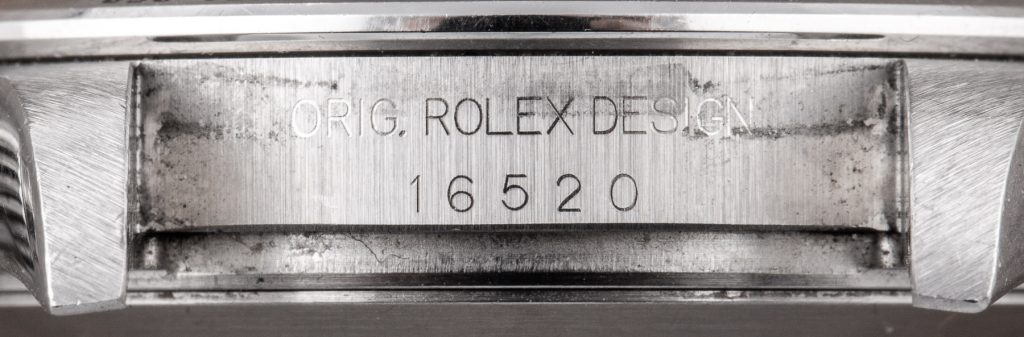 ORIG. ROLEX DESIGN
16520